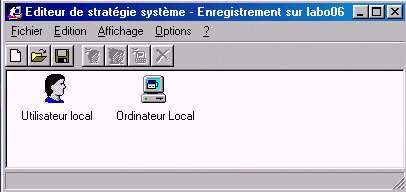 Editeur de stratégie système - Enregistrement sur labo06
Fichier Edition Affichage Options ?
Utilisateur local Ordinateur Local